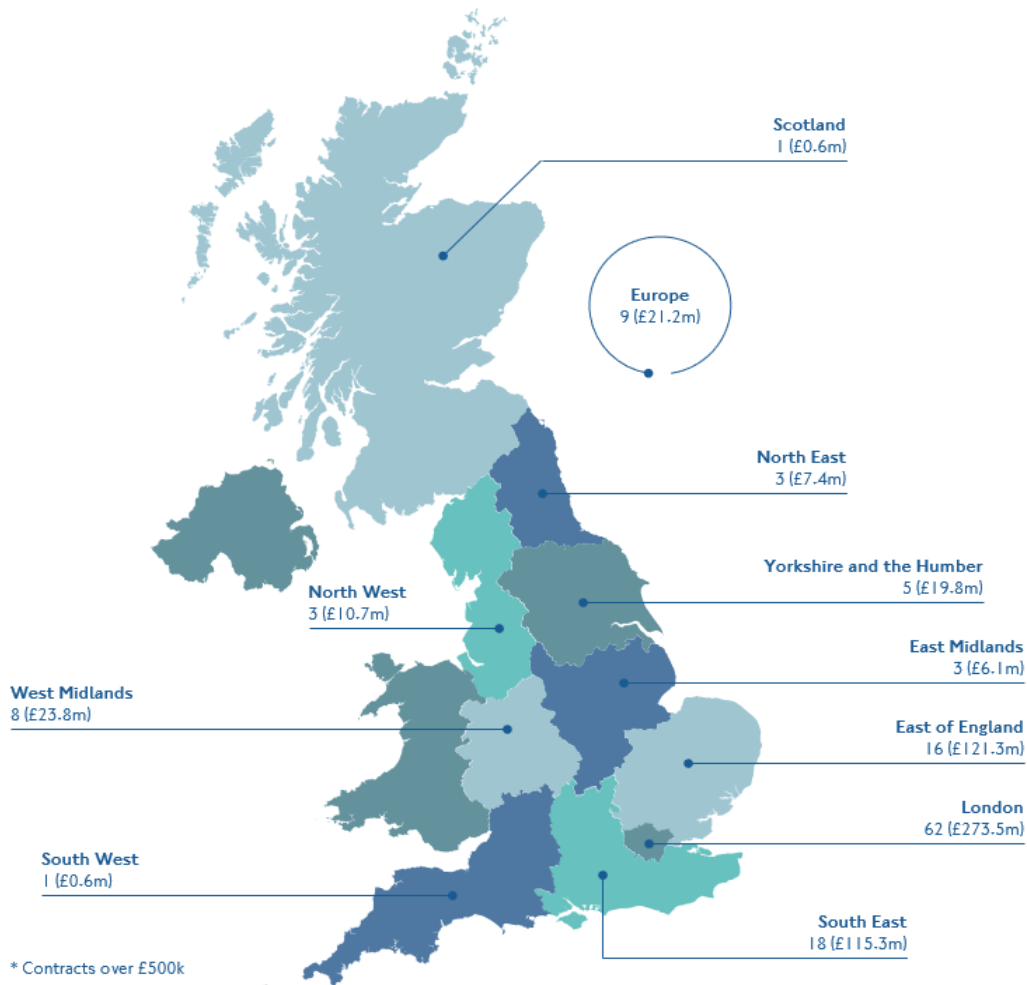 Scotland
1 (£0.6m)
Europe
9 (£21.2m)
North East
3 (£7.4m)
Yorkshire and the Humber
5 (£19.8m)
North West
3 (£10.7m)
East Midlands
3 (£6.1m)
West Midlands
8 (£23.8m)
East of England
16 (£121.3m)
London
62 (£273.5m)
South West
1 (£0.6m)
South East
18 (£115.3m)
* Contracts over £500k